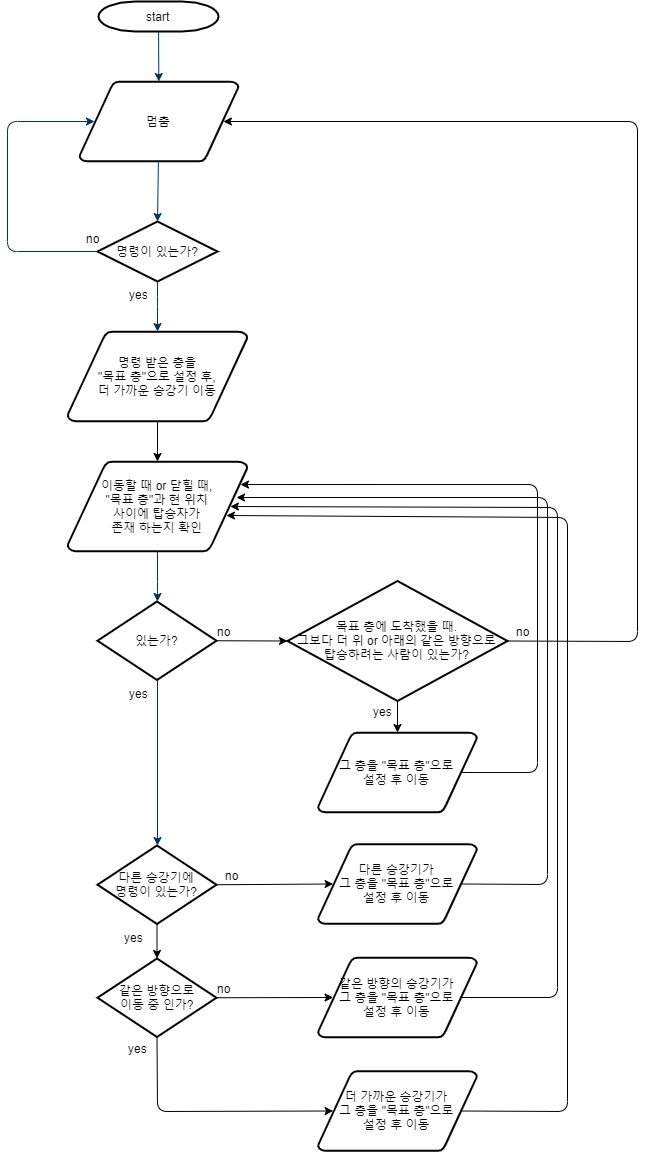 start
멈춤
no
명령이 있는가?
yes
명령 받은 층을
"목표 층"으로 설정 후,
더 가까운 승강기 이동
이동할 때 or 닫힐 때,
"목표 층"과 현 위치
사이에 탑승자가
존재 하는지 확인
있는가?
no
목표 층에 도착했을 때.
그보다 더 위 or 아래의 같은 방향으로
탑승하려는 사람이 있는가?
no
yes
yes
그 층을 "목표 층"으로
설정 후 이동
다른 승강기에
명령이 있는가?
no
다른 승강기가
그 층을 "목표 층"으로
설정 후 이동
yes
같은 방향으로
이동 중 인가?
no
같은 방향의 승강기가
그 층을 "목표 층"으로
설정 후 이동
yes
더 가까운 승강기가
그 층을 "목표 층"으로
설정 후 이동